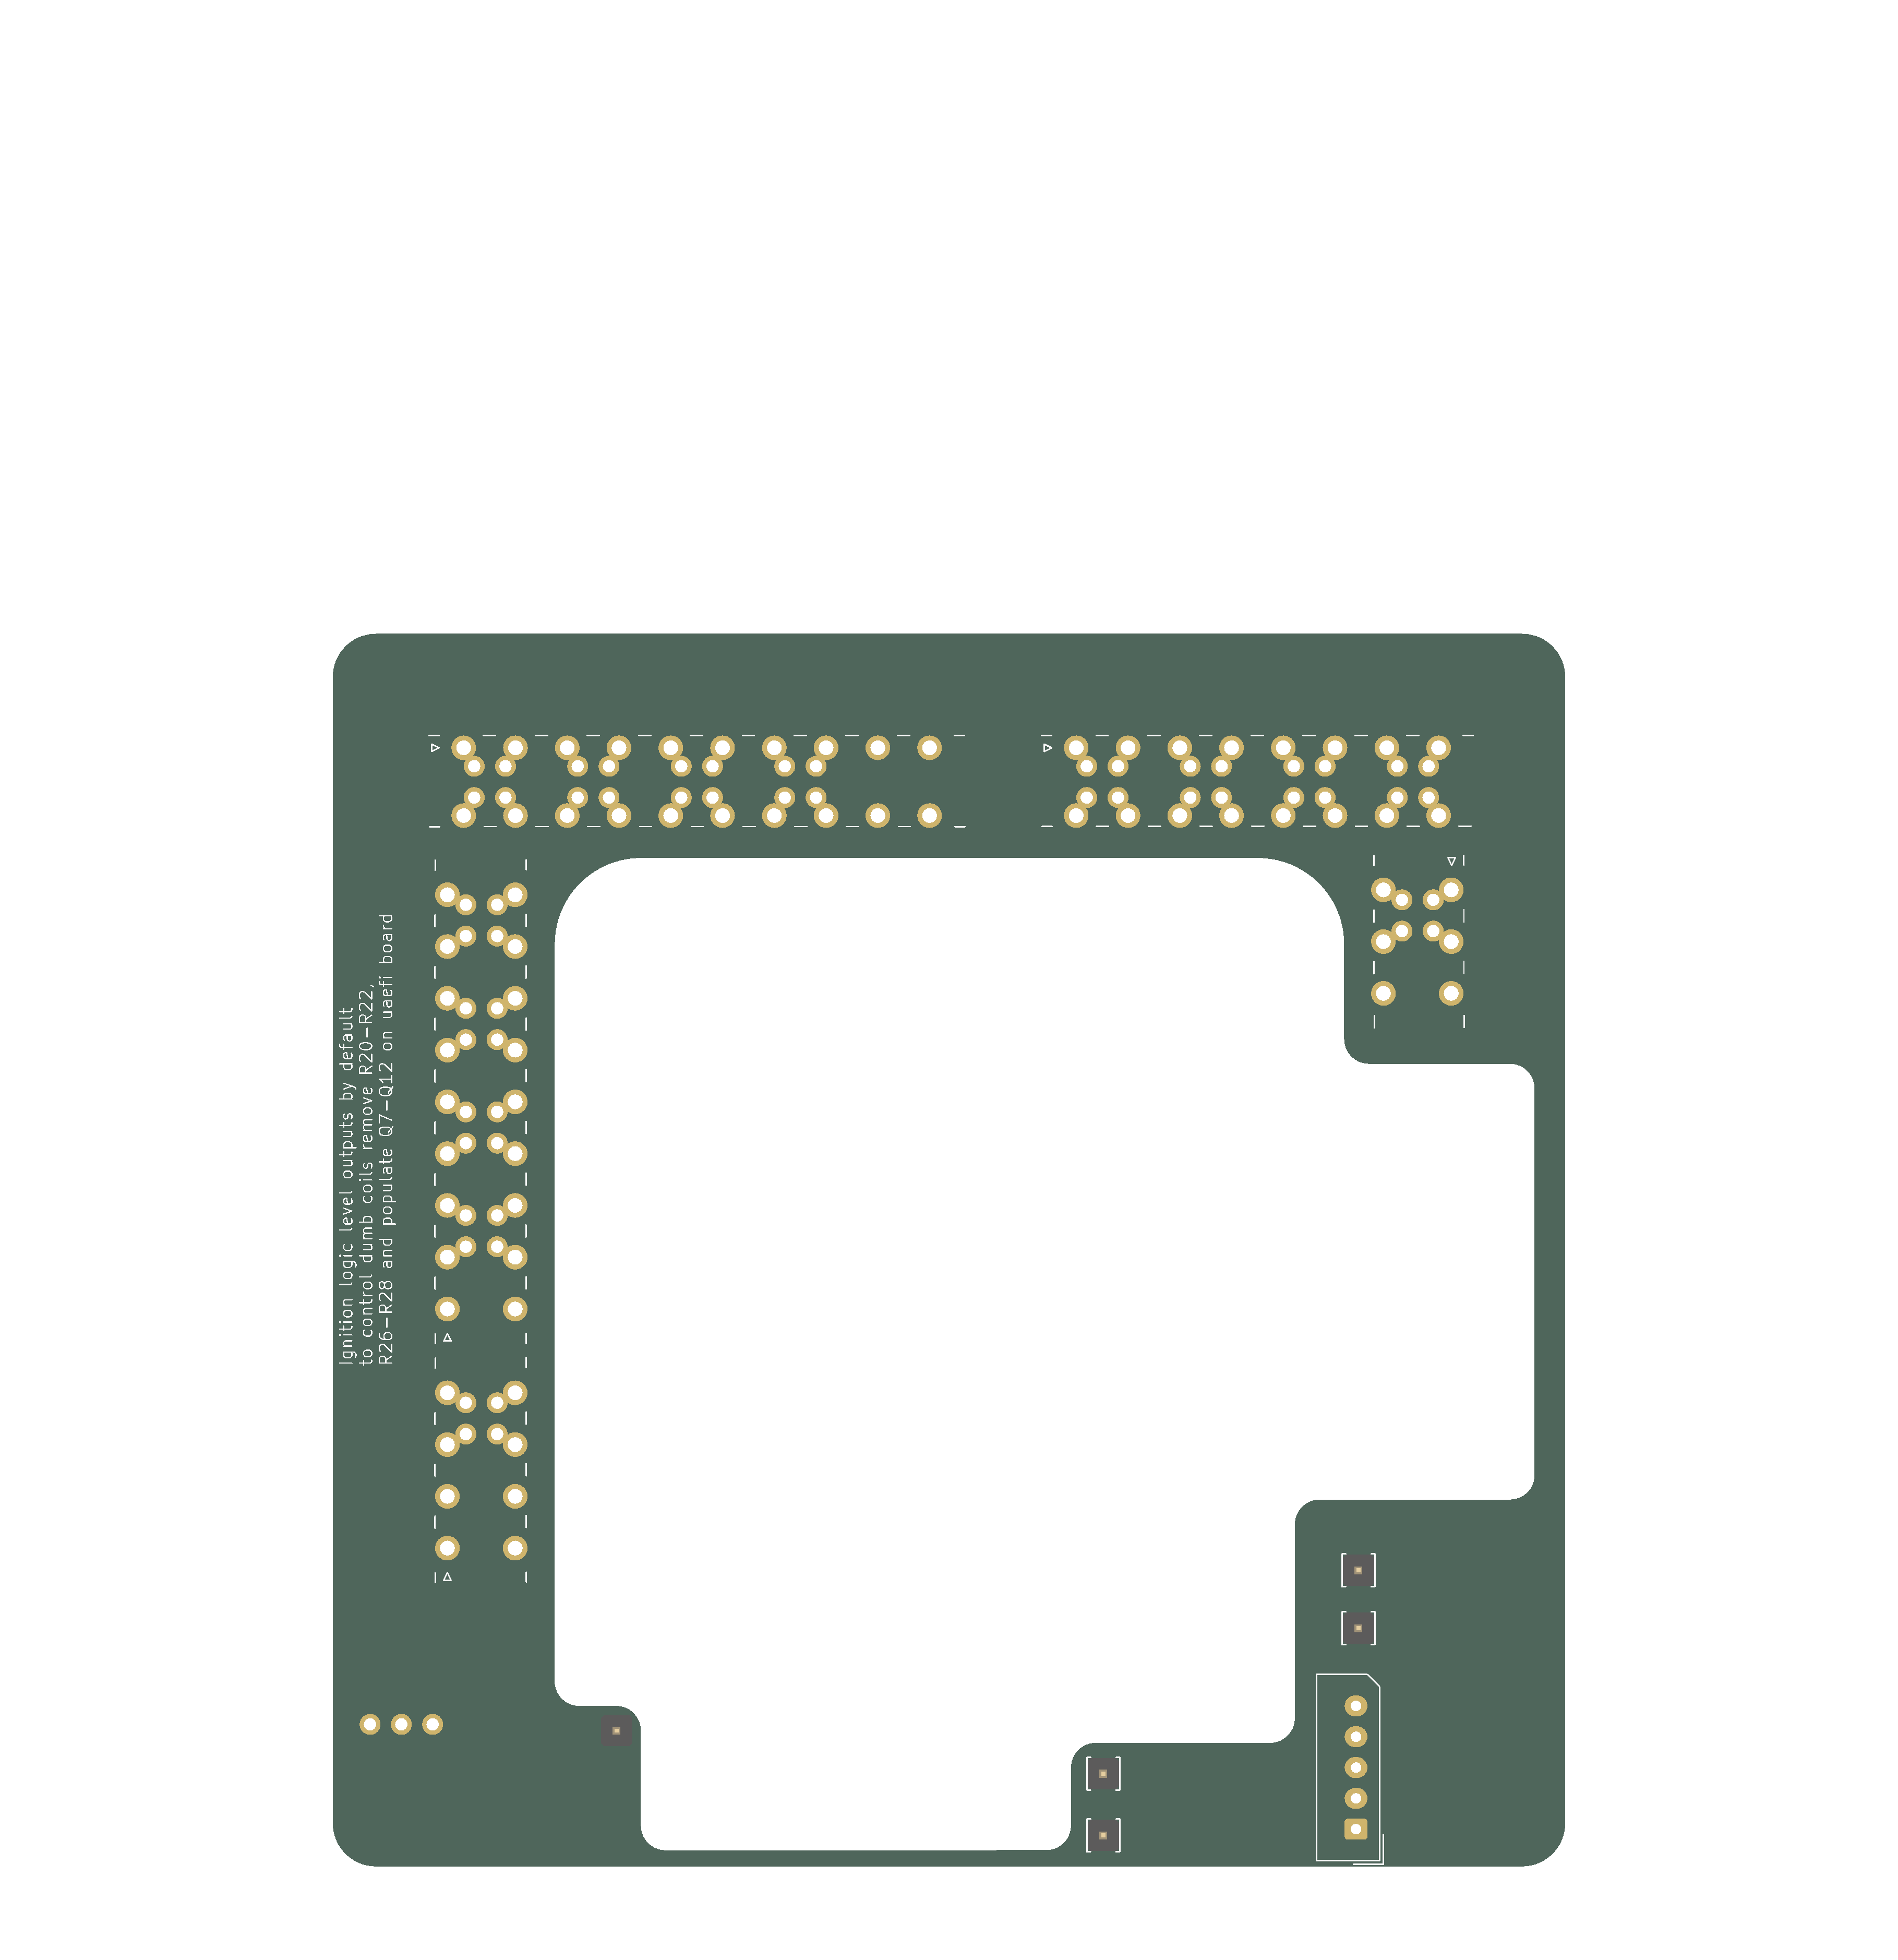 Ignition logic level outputs by default
to control dumb coils remove R20-R22,
R26-R28 and populate Q7-Q12 on uaefi board